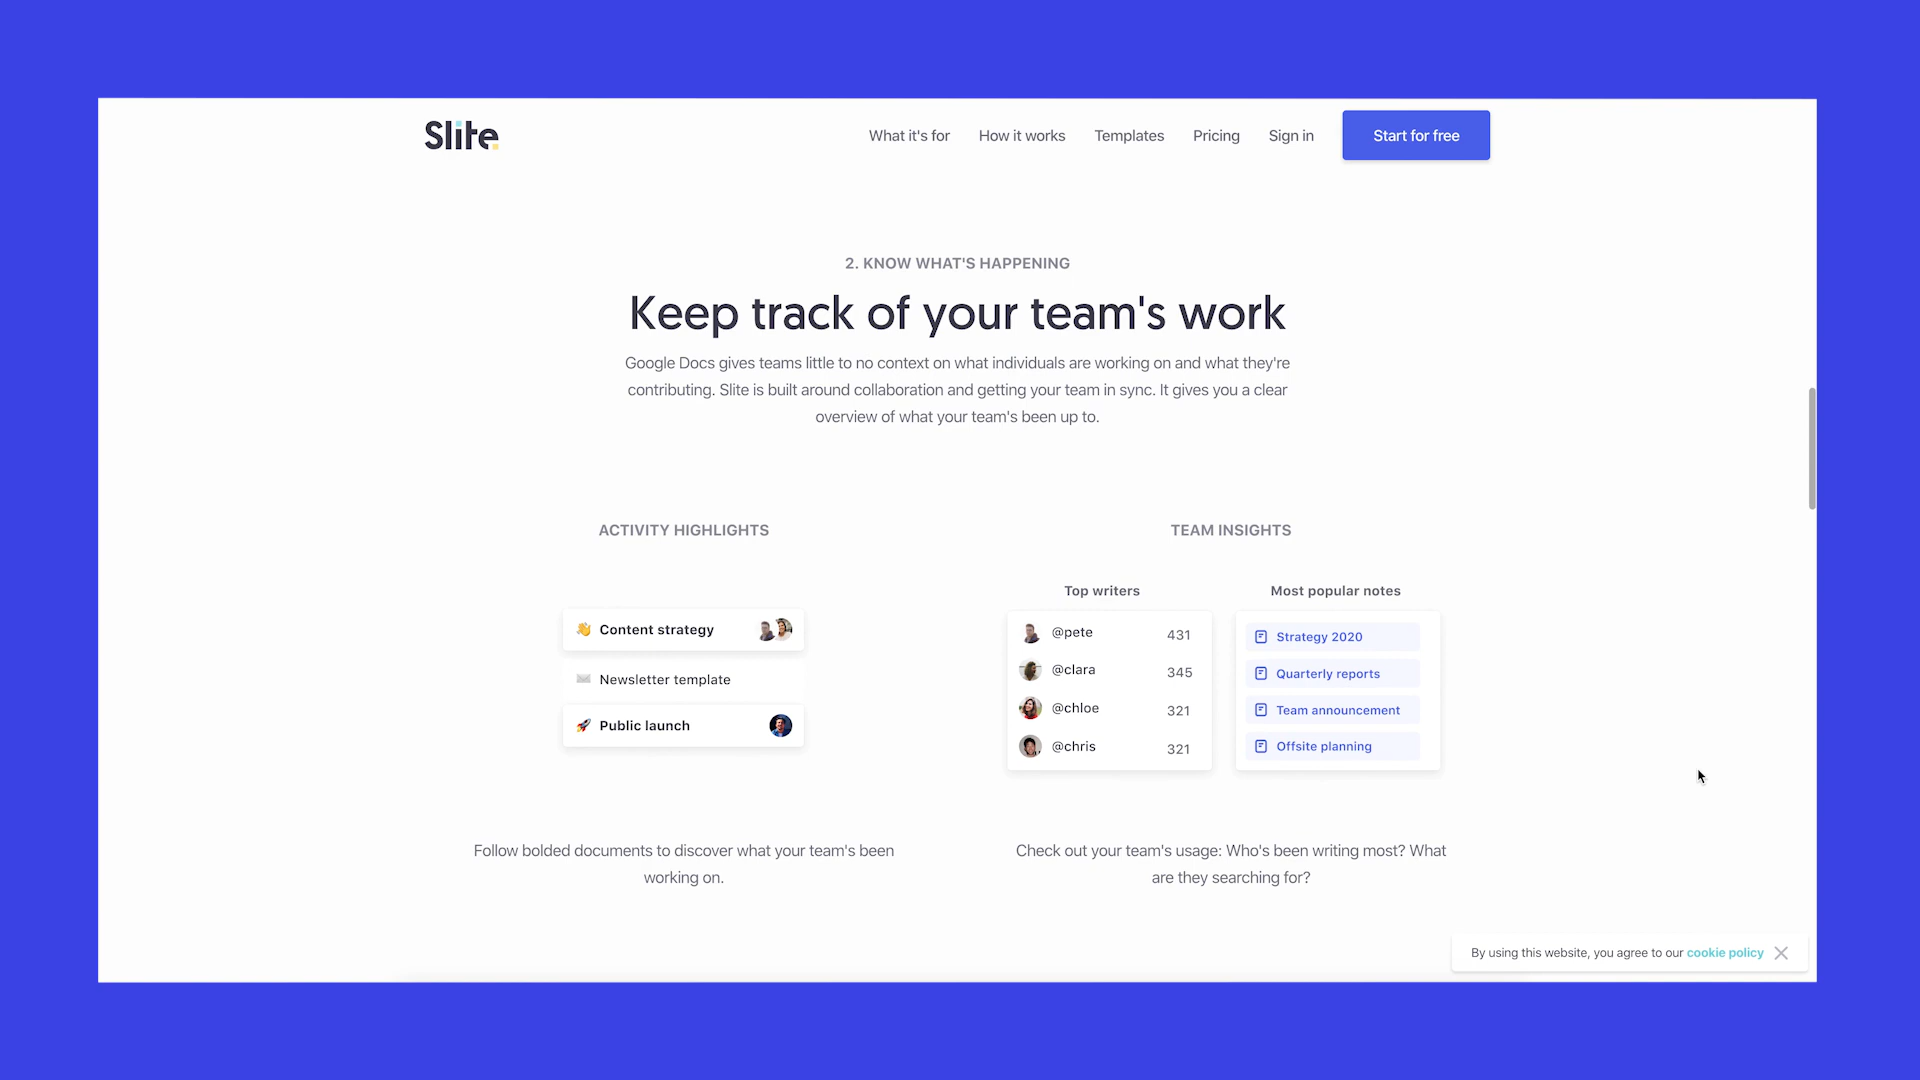 Slite.
What it's for
How it works
Templates
Pricing
Sign in
Start for free
2. KNOW WHAT'S HAPPENING
Keep track of your team's work
Google Docs gives teams little to no context on what individuals are working on and what they're
contributing. Slite is built around collaboration and getting your team in sync. It gives you a clear
overview of what your team's been up to.
ACTIVITY HIGHLIGHTS
👋 Content strategy
Newsletter template
🚀 Public launch
Follow bolded documents to discover what your team's been
working on.
TEAM INSIGHTS
Top writers
@pete 431
@clara 345
@chloe 321
@chris 321
Most popular notes
Strategy 2020
Quarterly reports
Team announcement
Offsite planning
Check out your team's usage: Who's been writing most? What
are they searching for?
By using this website, you agree to our cookie policy